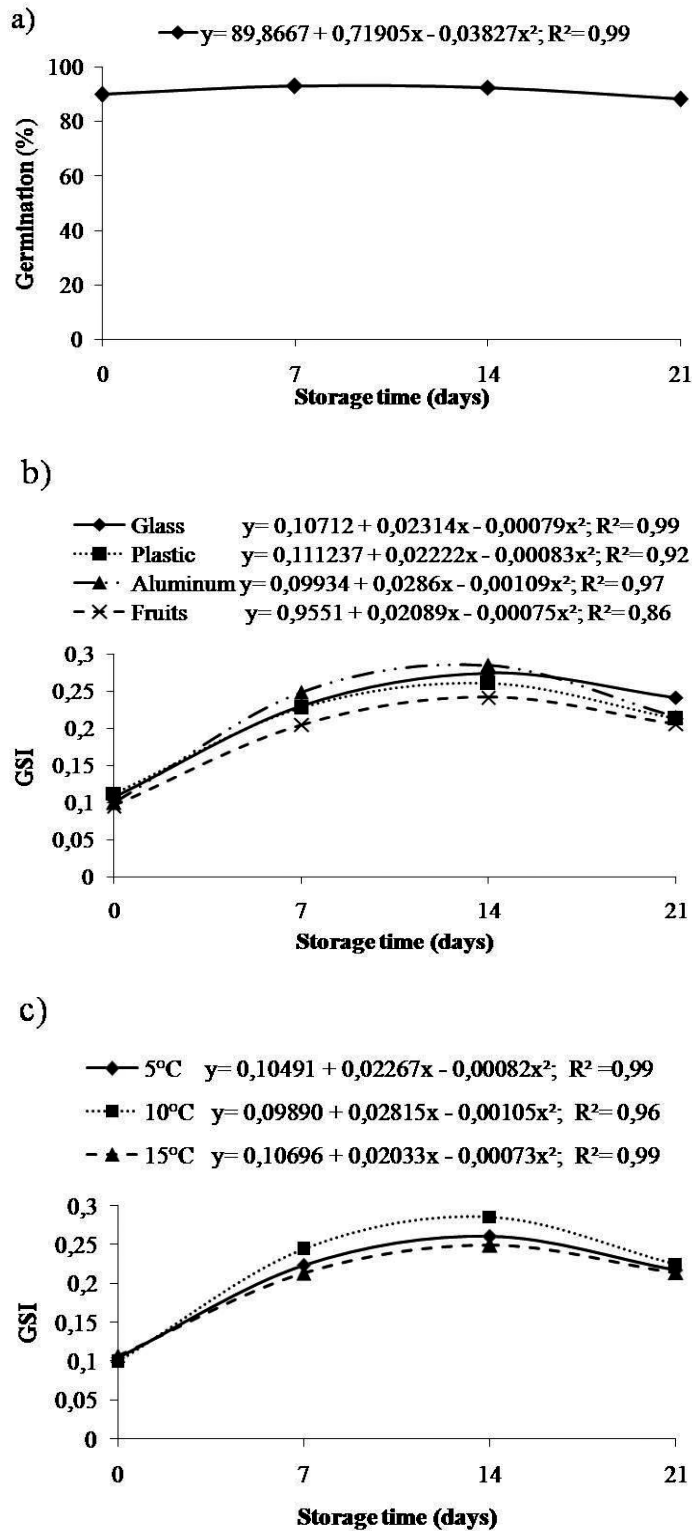 a)
y= 89,8667 + 0,71905x - 0,03827x²; R²= 0,99
100
80
60
40
20
0
Germination (%)
0 7 14 21
Storage time (days)
b)
Glass y= 0,10712 + 0,02314x - 0,00079x²; R²= 0,99
Plastic y= 0,111237 + 0,02222x - 0,00083x²; R²= 0,92
Aluminum y= 0,09934 + 0,0286x - 0,00109x²; R²= 0,97
Fruits y= 0,9551 + 0,02089x - 0,00075x²; R²= 0,86
0,3
0,25
0,2
0,15
0,1
0,05
0
GSI
0 7 14 21
Storage time (days)
c)
5°C y= 0,10491 + 0,02267x - 0,00082x²; R² =0,99
10°C y= 0,09890 + 0,02815x - 0,00105x²; R²= 0,96
15°C y= 0,10696 + 0,02033x - 0,00073x²; R²= 0,99
0,3
0,25
0,2
0,15
0,1
0,05
0
GSI
0 7 14 21
Storage time (days)